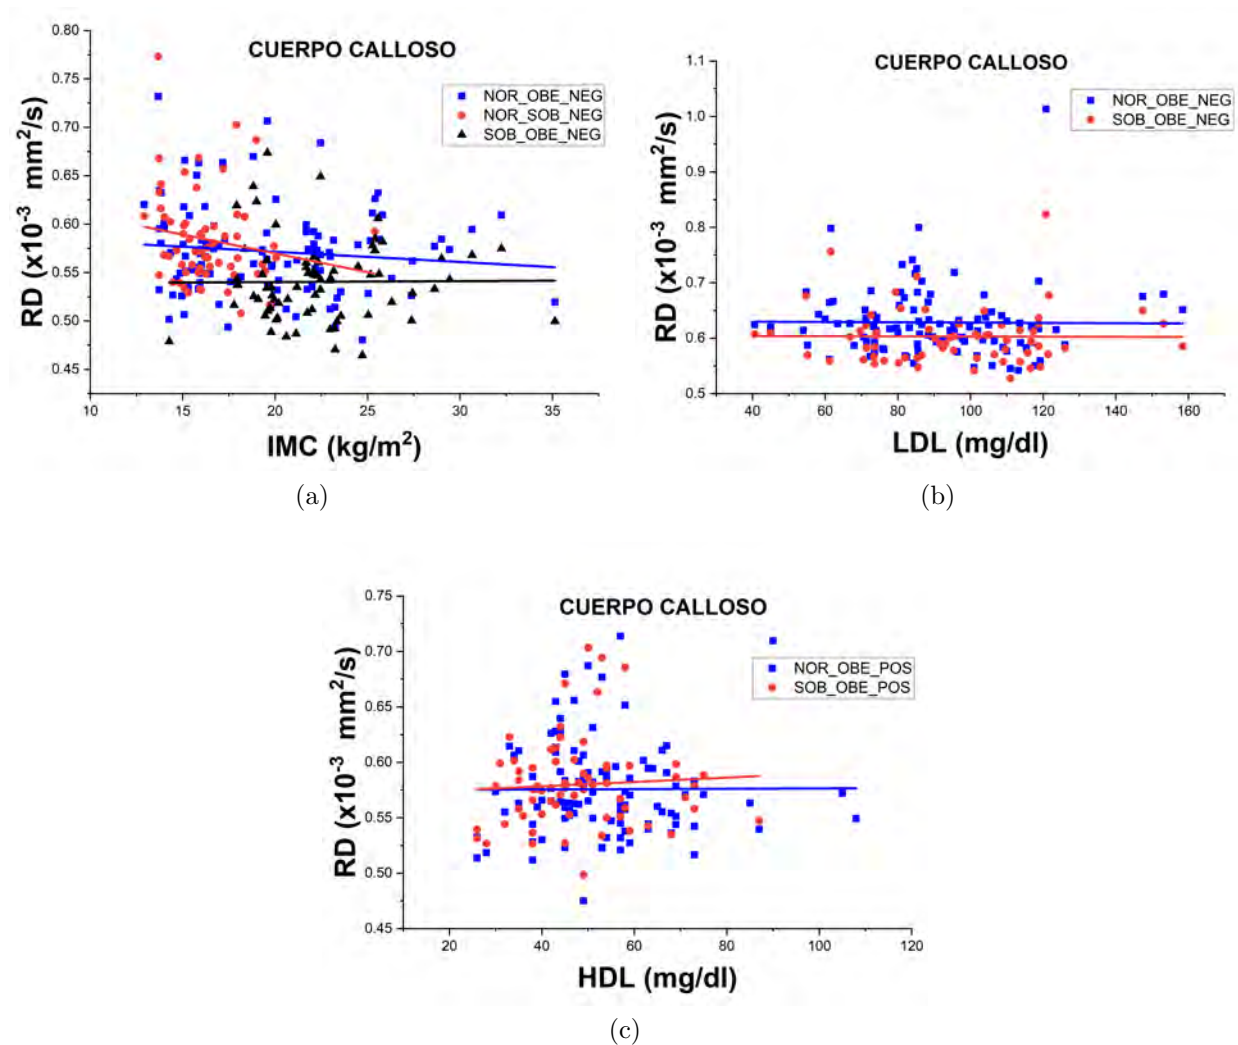 CUERPO CALLOSO
NOR_OBE_NEG
NOR_SOB_NEG
SOB_OBE_NEG
RD (x10⁻³ mm²/s)
0.80
0.75
0.70
0.65
0.60
0.55
0.50
0.45
10 15 20 25 30 35
IMC (kg/m²)
(a)
CUERPO CALLOSO
NOR_OBE_NEG
SOB_OBE_NEG
RD (x10⁻³ mm²/s)
1.1
1.0
0.9
0.8
0.7
0.6
0.5
40 60 80 100 120 140 160
LDL (mg/dl)
(b)
CUERPO CALLOSO
NOR_OBE_POS
SOB_OBE_POS
RD (x10⁻³ mm²/s)
0.75
0.70
0.65
0.60
0.55
0.50
0.45
20 40 60 80 100 120
HDL (mg/dl)
(c)